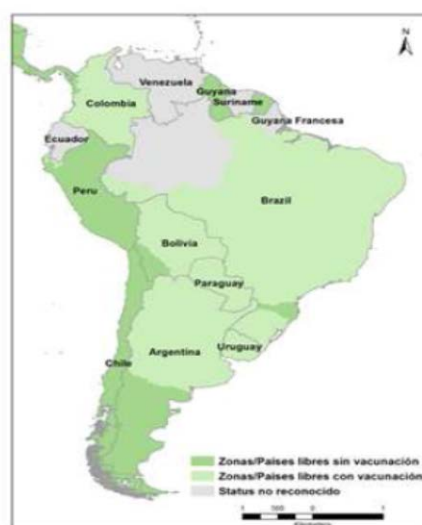 N
Venezuela
Guyana
Colombia
Suriname
Guyana Francesa
Ecuador
Peru
Brazil
Bolivia
Paraguay
Argentina
Uruguay
Chile
Zonas/Paises libres sin vacunación
Zonas/Paises libres con vacunación
Status no reconocido